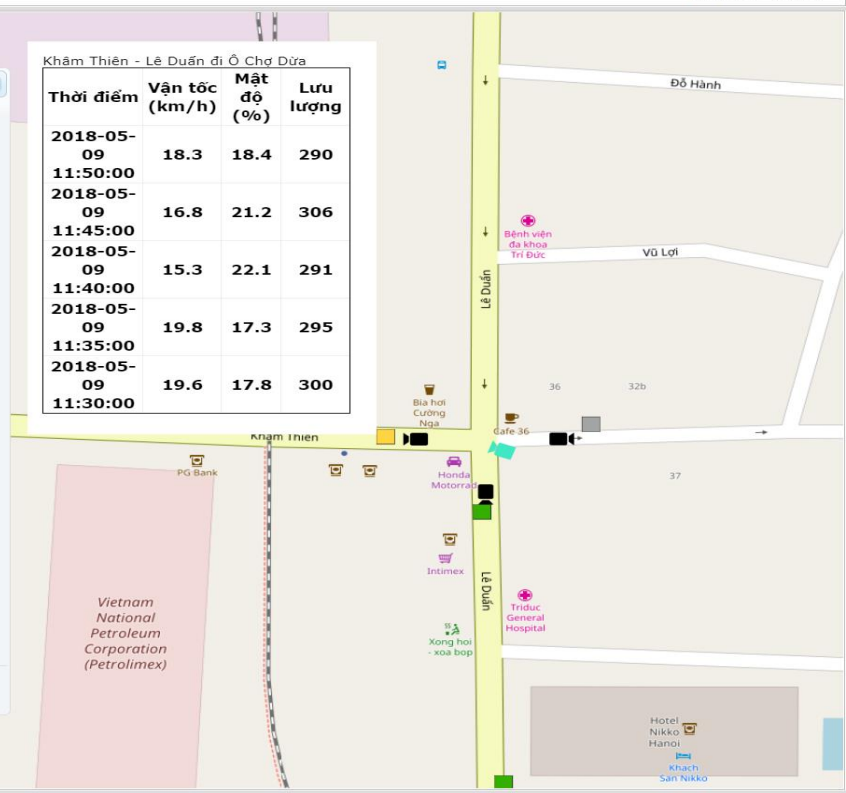 Khâm Thiên - Lê Duẩn đi Ô Chợ Dừa
Thời điểm Vận tốc (km/h) Mật độ (%) Lưu lượng
2018-05-09 11:50:00 18.3 18.4 290
2018-05-09 11:45:00 16.8 21.2 306
2018-05-09 11:40:00 15.3 22.1 291
2018-05-09 11:35:00 19.8 17.3 295
2018-05-09 11:30:00 19.6 17.8 300
Đỗ Hành
Bệnh viện
đa khoa
Trí Đức
Vũ Lợi
Lê Duẩn
36
32b
Bia hơi
Cường
Nga
Cafe 36
Khâm Thiên
PG Bank
Honda
Motorrad
37
Intimex
Lê Duẩn
Triduc
General
Hospital
Xong hoi
- xoa bop
Vietnam
National
Petroleum
Corporation
(Petrolimex)
Hotel
Nikko
Hanoi
Khách
Sạn Nikko